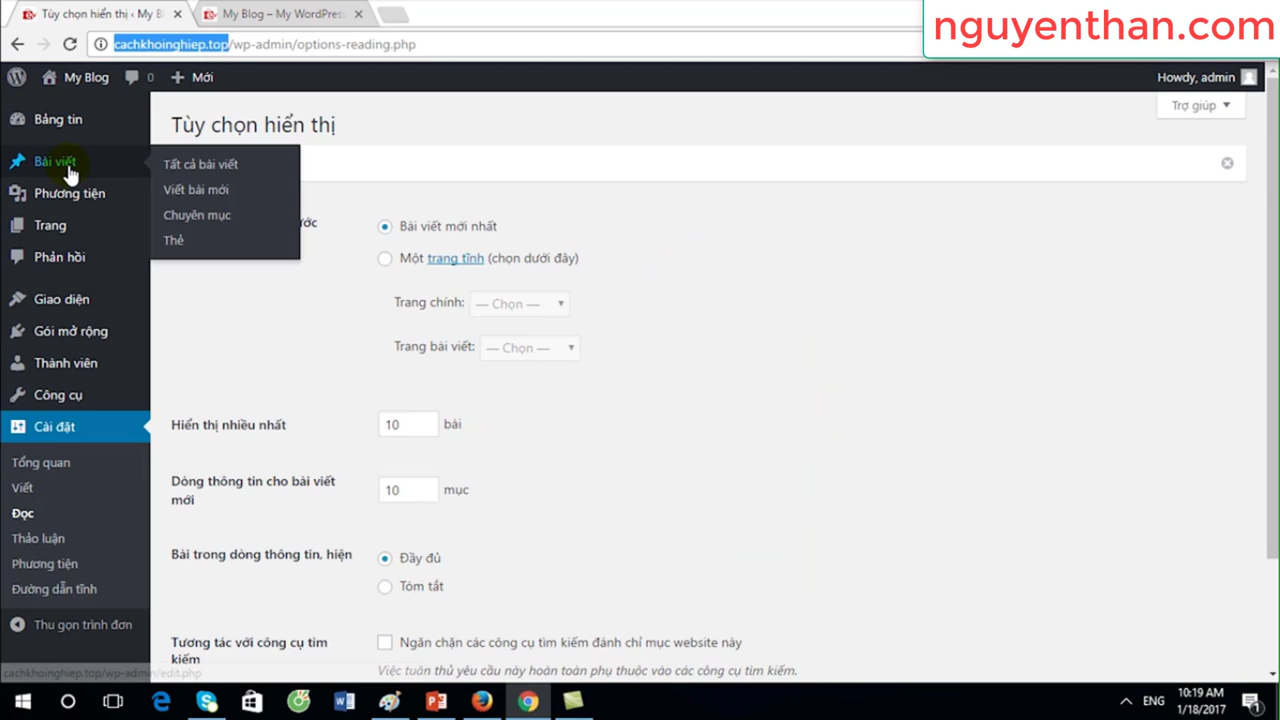 Tùy chọn hiển thị ‹ My Bl
My Blog – My WordPress
cachkhoinghiep.top/wp-admin/options-reading.php
nguyenthan.com
My Blog
0
Mới
Howdy, admin
Bảng tin
Bài viết
Phương tiện
Trang
Phản hồi
Giao diện
Gói mở rộng
Thành viên
Công cụ
Cài đặt
Tổng quan
Viết
Đọc
Thảo luận
Phương tiện
Đường dẫn tĩnh
Thu gọn trình đơn
Tất cả bài viết
Viết bài mới
Chuyên mục
Thẻ
Trợ giúp
Tùy chọn hiển thị
Bài viết mới nhất
Một trang tĩnh (chọn dưới đây)
Trang chính: — Chọn —
Trang bài viết: — Chọn —
Hiển thị nhiều nhất 10 bài
Dòng thông tin cho bài viết
mới
10 mục
Bài trong dòng thông tin, hiện
Đầy đủ
Tóm tắt
Tương tác với công cụ tìm
kiếm
Ngăn chặn các công cụ tìm kiếm đánh chỉ mục website này
Việc tuân thủ yêu cầu này hoàn toàn phụ thuộc vào các công cụ tìm kiếm.
cachkhoinghiep.top/wp-admin/edit.php
ENG
10:19 AM
1/18/2017